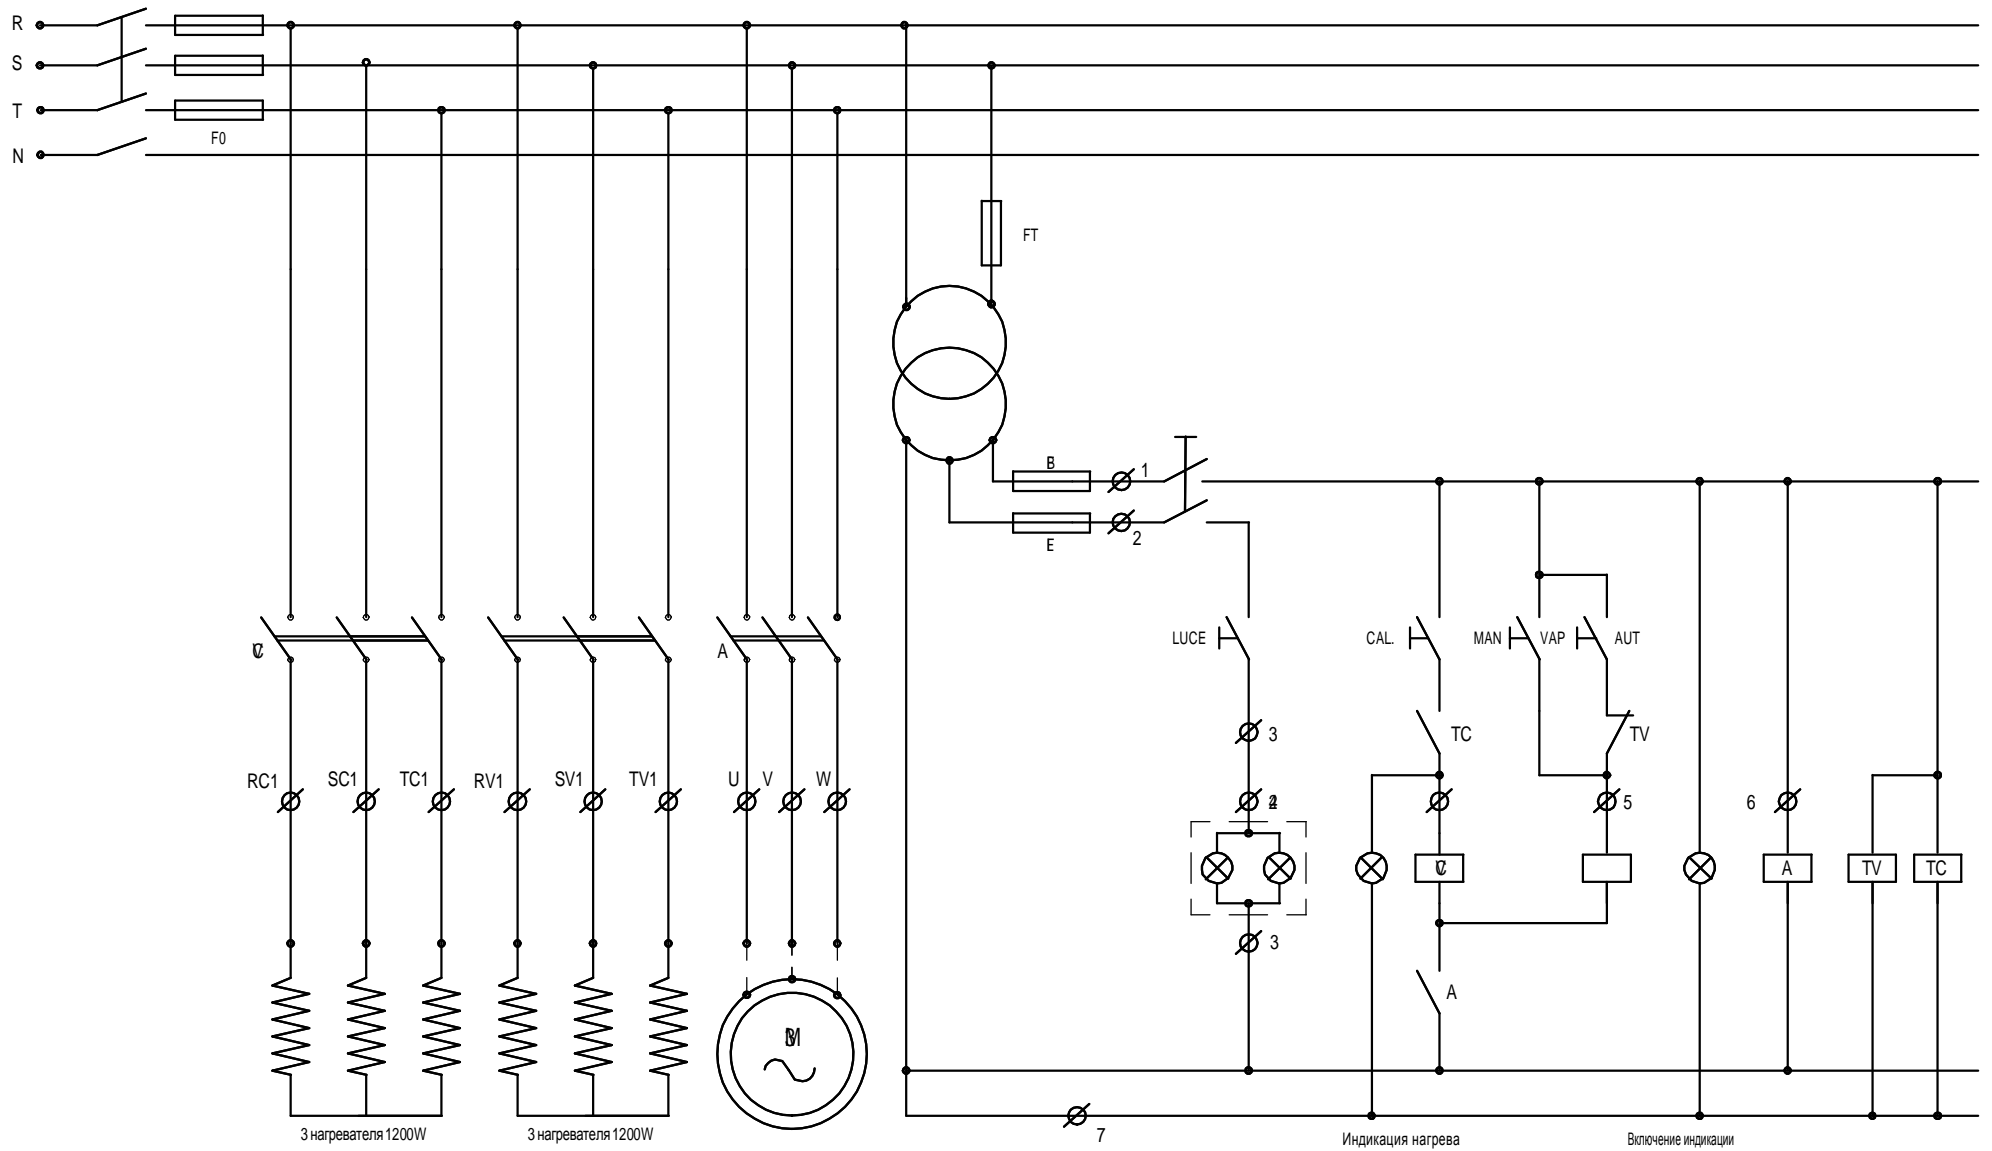 R
S
T
N
F0
FT
B
1
E
2
LUCE
CAL.
MAN
VAP
AUT
A
3
TC
TV
RC1
SC1
TC1
RV1
SV1
TV1
U
V
W
5
6
A
TV
TC
3
A
7
3 нагревателя 1200W
3 нагревателя 1200W
Индикация нагрева
Включение индикации